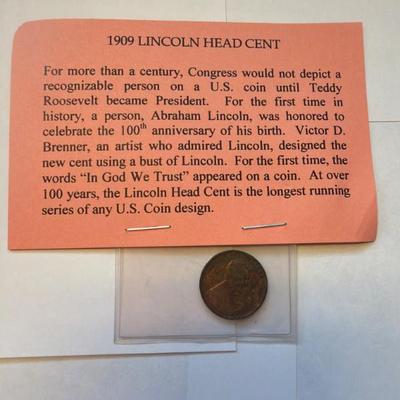 1909 LINCOLN HEAD CENT
For more than a century, Congress would not depict a
recognizable person on a U.S. coin until Teddy
Roosevelt became President. For the first time in
history, a person, Abraham Lincoln, was honored to
celebrate the 100th anniversary of his birth. Victor D.
Brenner, an artist who admired Lincoln, designed the
new cent using a bust of Lincoln. For the first time, the
words “In God We Trust” appeared on a coin. At over
100 years, the Lincoln Head Cent is the longest running
series of any U.S. Coin design.